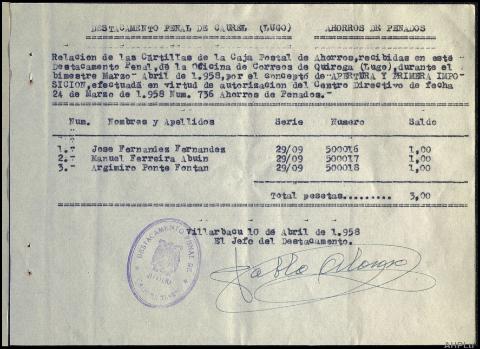 DESTACAMENTO PENAL DE CAUREL (LUGO) AHORROS DE PENADOS
Relacion de las Cartillas de la Caja Postal de Ahorros, recibidas en este
Destacamento Penal, de la Oficina de Correos de Quiroga (Lugo), durante el
bimestre Marzo- Abril de 1.958, por el concepto de "APERTURA Y PRIMERA IMPO
SICION, efectuada en virtud de autorizacion del Centro Directivo de fecha
24 de Marzo de 1.958 Num. 736 Ahorros de Penados.-
Num. Nombres y Apellidos Serie Numero Saldo
1.- Jose Fernandez Fernandez 29/09 500016 1,00
2.- Manuel Ferreira Abuin 29/09 500017 1,00
3.- Argimiro Ponte Fontan 29/09 500018 1,00
Total pesetas......... 3,00
Villarbacu 10 de Abril de 1.958
El Jefe del Destacamento.
DESTACAMENTO PENAL DE
Pablo Alonso
AHPLu